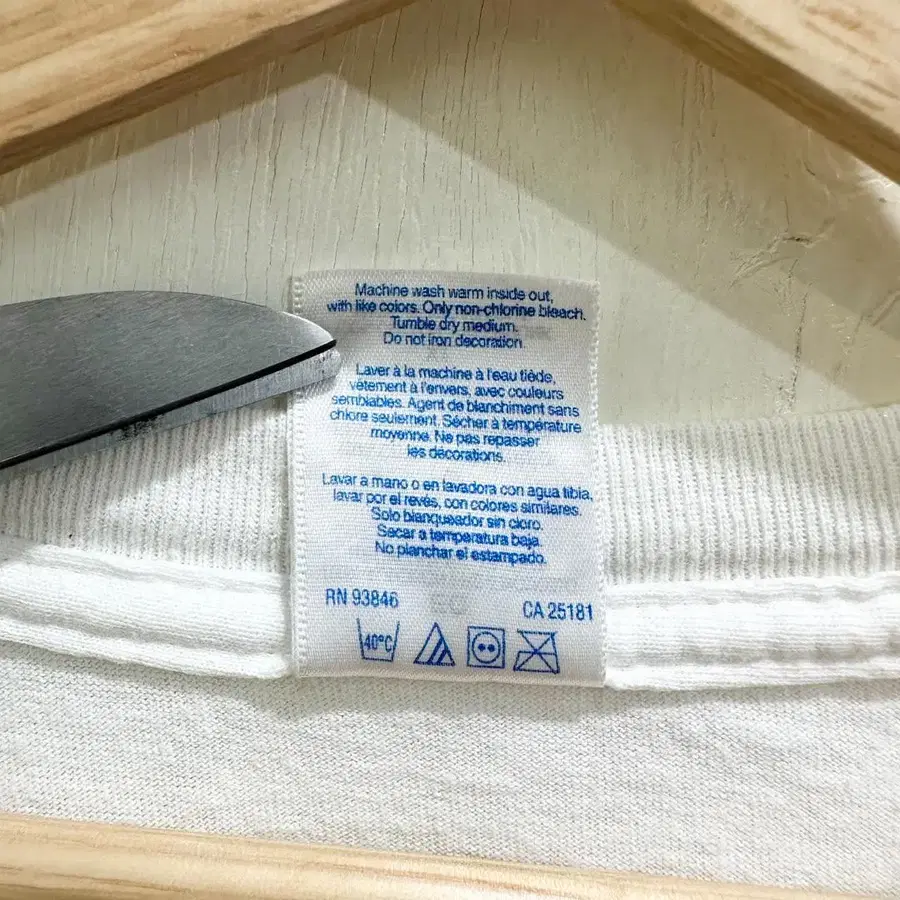 Machine wash warm inside out,
with like colors. Only non-chlorine bleach.
Tumble dry medium.
Do not iron decoration
Laver à la machine à l'eau tiède,
vêtement à l'envers, avec couleurs
semblables. Agent de blanchiment sans
chlore seulement. Sécher à température
moyenne. Ne pas repasser
les décorations.
Lavar a mano o en lavadora con agua tibia,
lavar por el revés, con colores similares.
Solo blanqueador sin cloro.
Secar a temperatura baja.
No planchar el estampado.
RN 93846
CA 25181
40°C